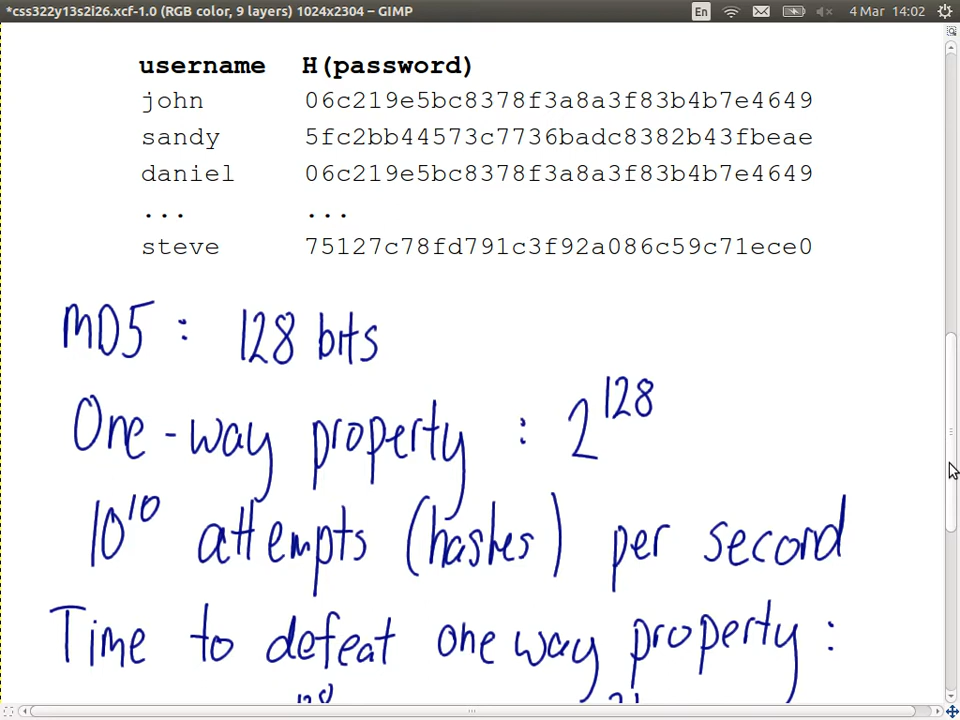 *css322y13s2i26.xcf-1.0 (RGB color, 9 layers) 1024x2304 – GIMP En 4 Mar 14:02
username H(password)
john 06c219e5bc8378f3a8a3f83b4b7e4649
sandy 5fc2bb44573c7736badc8382b43fbeae
daniel 06c219e5bc8378f3a8a3f83b4b7e4649
... ...
steve 75127c78fd791c3f92a086c59c71ece0
MD5 : 128 bits
One-way property : 2^128
10^10 attempts (hashes) per second
Time to defeat one way property :